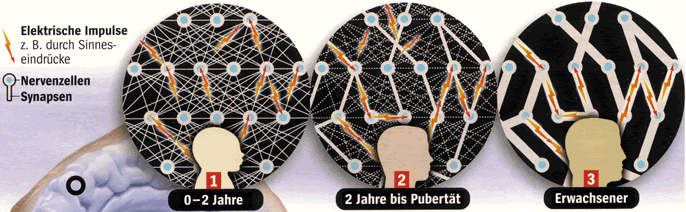 Elektrische Impulse
z. B. durch Sinnes-
eindrücke
Nervenzellen
Synapsen
1
0–2 Jahre
2
2 Jahre bis Pubertät
3
Erwachsener